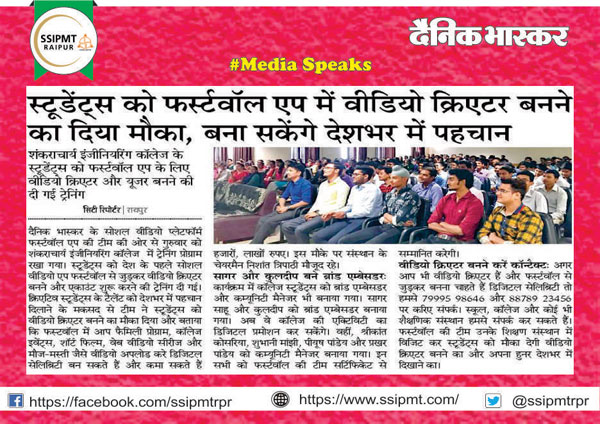 SSIPMT
RAIPUR
दैनिक भास्कर
#Media Speaks
स्टूडेंट्स को फर्स्टवॉल एप में वीडियो क्रिएटर बनने
का दिया मौका, बना सकेंगे देशभर में पहचान
शंकराचार्य इंजीनियरिंग कॉलेज के
स्टूडेंट्स को फर्स्टवॉल एप के लिए
वीडियो क्रिएटर और यूजर बनने की
दी गई ट्रेनिंग
सिटी रिपोर्टर | रायपुर
दैनिक भास्कर के सोशल वीडियो प्लेटफॉर्म
फर्स्टवॉल एप की टीम की ओर से गुरुवार को
शंकराचार्य इंजीनियरिंग कॉलेज में ट्रेनिंग प्रोग्राम
रखा गया। स्टूडेंट्स को देश के पहले सोशल
वीडियो एप फर्स्टवॉल से जुड़कर वीडियो क्रिएटर
बनने और एकाउंट शुरू करने की ट्रेनिंग दी गई।
क्रिएटिव स्टूडेंट्स के टैलेंट को देशभर में पहचान
दिलाने के मकसद से टीम ने स्टूडेंट्स को
वीडियो क्रिएटर बनने का मौका दिया और बताया
कि फर्स्टवॉल में आप फैमिली प्रोग्राम, कॉलेज
इवेंट्स, शॉर्ट फिल्म, वेब वीडियो सीरीज और
मौज-मस्ती जैसे वीडियो अपलोड करे डिजिटल
सेलिब्रिटी बन सकते हैं और कमा सकते हैं
हजारों, लाखों रुपए। इस मौके पर संस्थान के
चेयरमैन निशांत त्रिपाठी मौजूद रहे।
सागर और कुलदीप बने ब्रांड एम्बेसडर:
कार्यक्रम में कॉलेज स्टूडेंट्स को ब्रांड एम्बेसडर
और कम्युनिटी मैनेजर भी बनाया गया। सागर
साहू और कुलदीप को ब्रांड एम्बेसडर बनाया
गया। अब वे कॉलेज की एक्टिविटी का
डिजिटल प्रमोशन कर सकेंगे। वहीं, श्रीकांत
कोसरिया, शुभानी मांझी, पीयूष पांडेय और प्रखर
पांडेय को कम्युनिटी मैनेजर बनाया गया। इन
सभी को फर्स्टवॉल की टीम सर्टिफिकेट से
सम्मानित करेगी।
वीडियो क्रिएटर बनने करें कॉन्टैक्ट: अगर
आप भी वीडियो क्रिएटर हैं और फर्स्टवॉल से
जुड़कर बनना चाहते हैं डिजिटल सेलिब्रिटी तो
हमसे 79995 98646 और 88789 23456
पर करिए संपर्क। स्कूल, कॉलेज और कोई भी
शैक्षणिक संस्थान हमसे संपर्क कर सकते हैं।
फर्स्टवॉल की टीम उनके शिक्षण संस्थान में
विजिट कर स्टूडेंट्स को मौका देगी वीडियो
क्रिएटर बनने का और अपना हुनर देशभर में
दिखाने का।
https://facebook.com/ssipmtrpr
https://www.ssipmt.com/
@ssipmtrpr